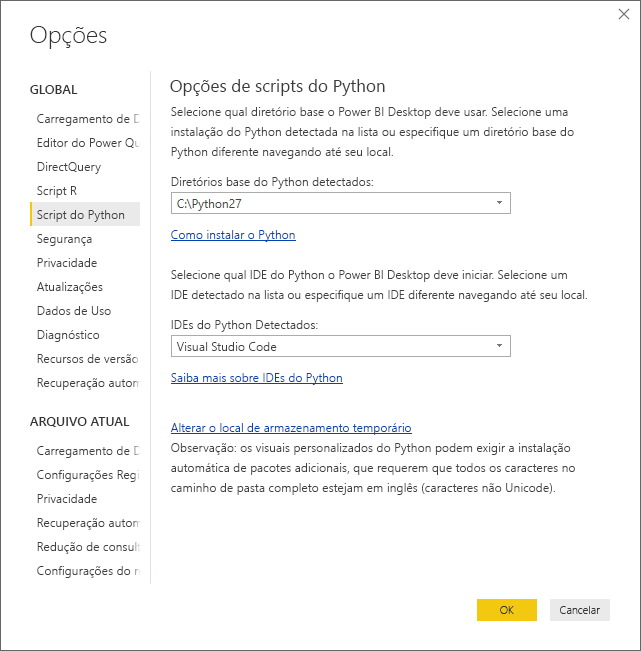 Opções
GLOBAL
Carregamento de D
Editor do Power Qu
DirectQuery
Script R
Script do Python
Segurança
Privacidade
Atualizações
Dados de Uso
Diagnóstico
Recursos de versão
Recuperação autom
ARQUIVO ATUAL
Carregamento de D
Configurações Regi
Privacidade
Recuperação autom
Redução de consult
Configurações do re
Opções de scripts do Python
Selecione qual diretório base o Power BI Desktop deve usar. Selecione uma
instalação do Python detectada na lista ou especifique um diretório base do
Python diferente navegando até seu local.
Diretórios base do Python detectados:
C:\Python27
Como instalar o Python
Selecione qual IDE do Python o Power BI Desktop deve iniciar. Selecione um
IDE detectado na lista ou especifique um IDE diferente navegando até seu local.
IDEs do Python Detectados:
Visual Studio Code
Saiba mais sobre IDEs do Python
Alterar o local de armazenamento temporário
Observação: os visuais personalizados do Python podem exigir a instalação
automática de pacotes adicionais, que requerem que todos os caracteres no
caminho de pasta completo estejam em inglês (caracteres não Unicode).
OK
Cancelar